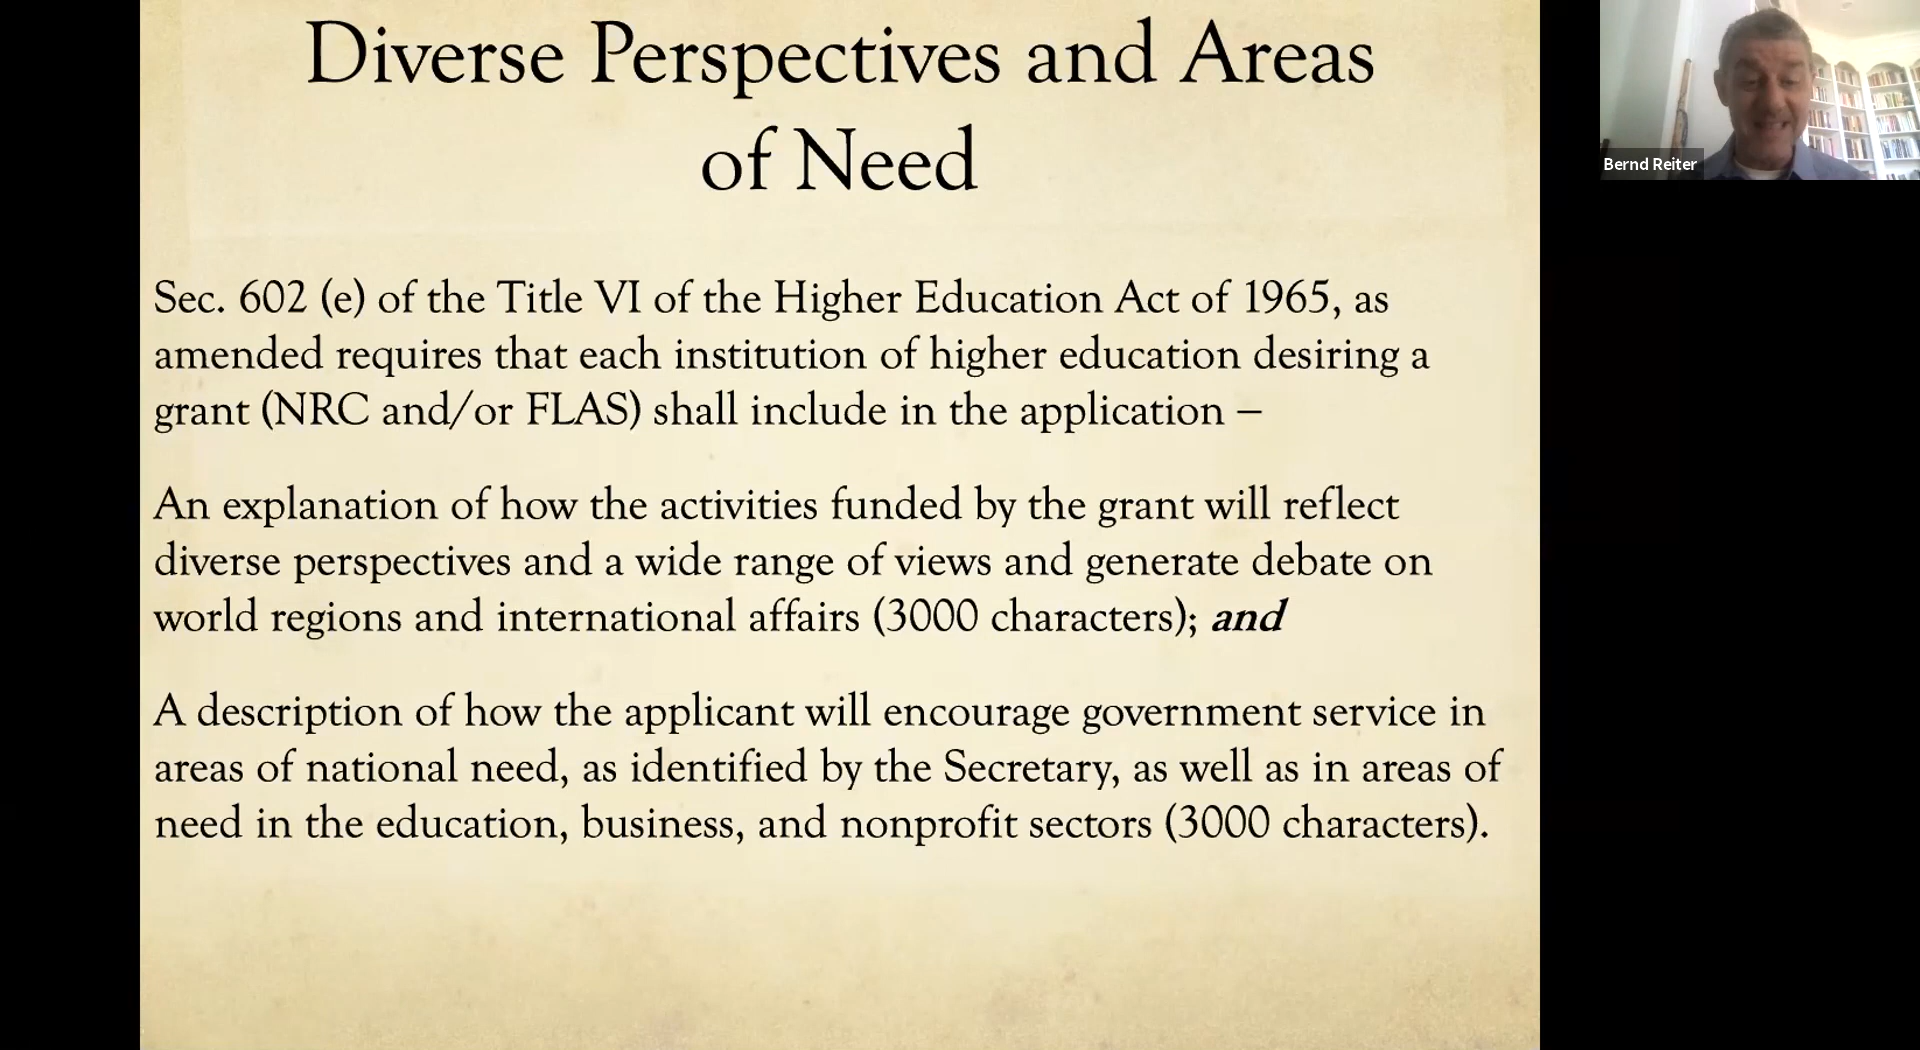 Diverse Perspectives and Areas
of Need
Sec. 602 (e) of the Title VI of the Higher Education Act of 1965, as
amended requires that each institution of higher education desiring a
grant (NRC and/or FLAS) shall include in the application –
An explanation of how the activities funded by the grant will reflect
diverse perspectives and a wide range of views and generate debate on
world regions and international affairs (3000 characters); and
A description of how the applicant will encourage government service in
areas of national need, as identified by the Secretary, as well as in areas of
need in the education, business, and nonprofit sectors (3000 characters).
Bernd Reiter